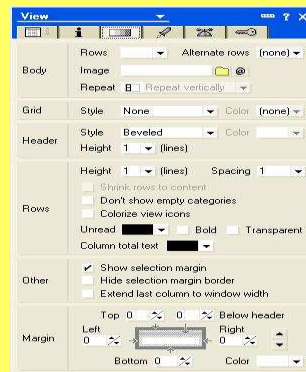 View
?
i
Body
Rows
Alternate rows (none)
Image
@
Repeat Repeat vertically
Grid
Style None Color (none)
Header
Style Beveled Color
Height 1 (lines)
Rows
Height 1 (lines) Spacing 1
Shrink rows to content
Don't show empty categories
Colorize view icons
Unread Bold Transparent
Column total text
Other
Show selection margin
Hide selection margin border
Extend last column to window width
Margin
Top 0 0 Below header
Left Right
0 0
Bottom 0 Color